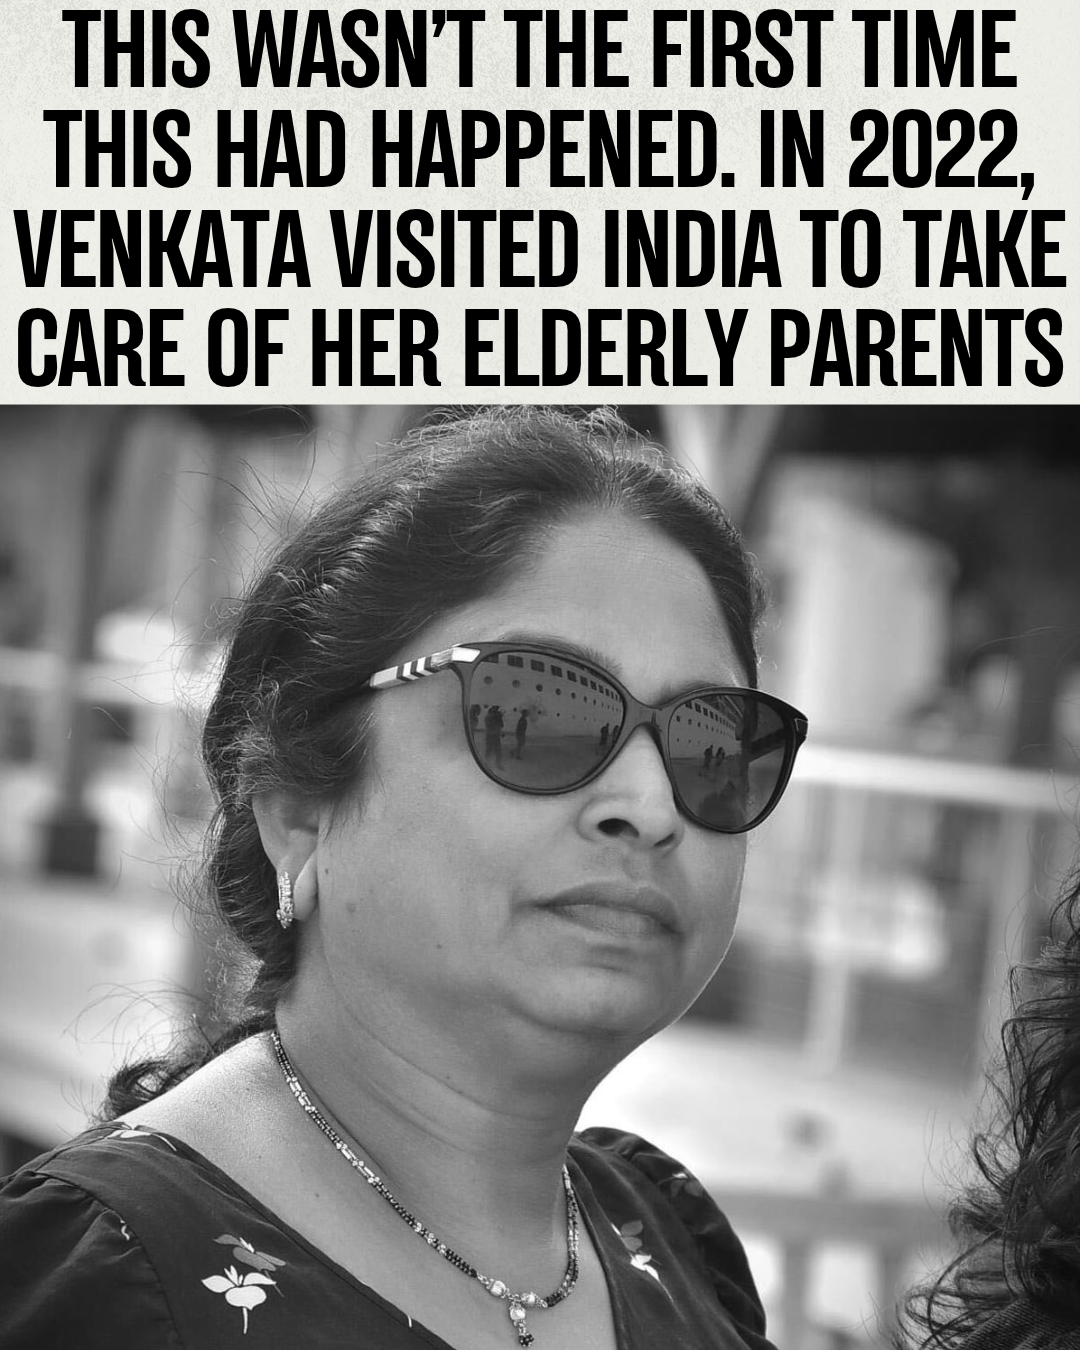 THIS WASN’T THE FIRST TIME
THIS HAD HAPPENED. IN 2022,
VENKATA VISITED INDIA TO TAKE
CARE OF HER ELDERLY PARENTS